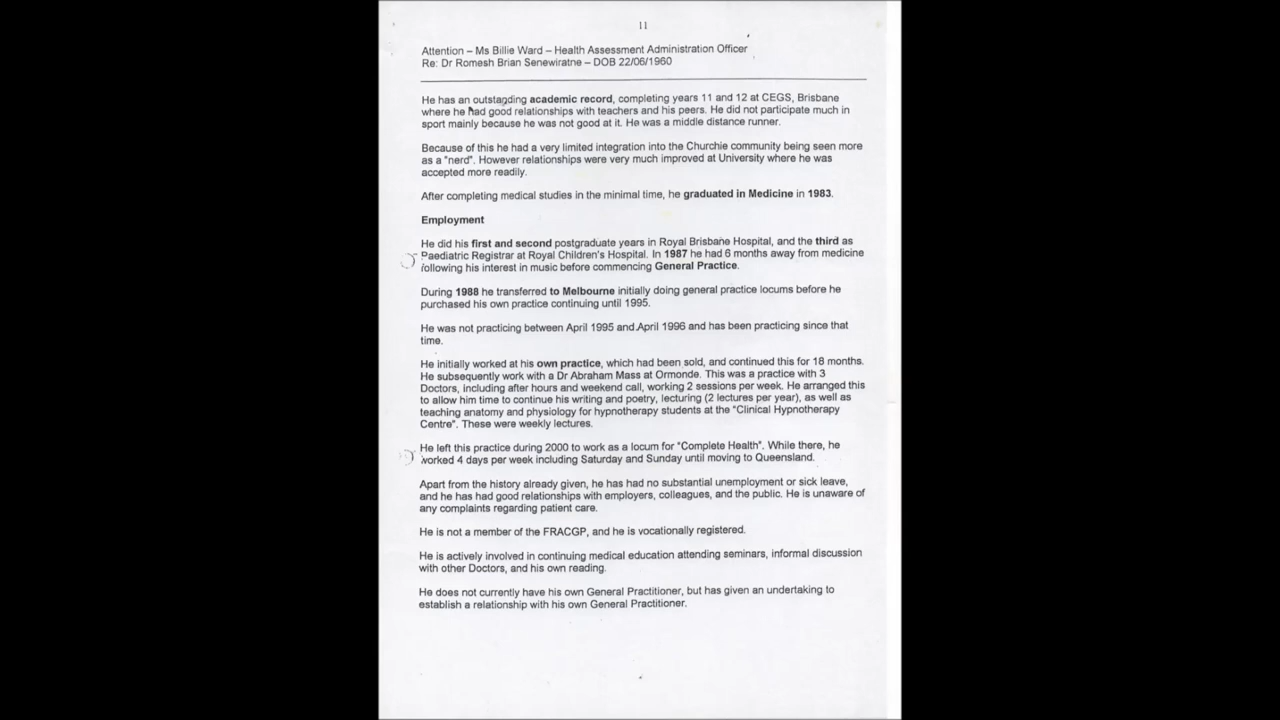 11
Attention – Ms Billie Ward – Health Assessment Administration Officer
Re: Dr Romesh Brian Senewiratne – DOB 22/06/1960
He has an outstanding academic record, completing years 11 and 12 at CEGS, Brisbane
where he had good relationships with teachers and his peers. He did not participate much in
sport mainly because he was not good at it. He was a middle distance runner.
Because of this he had a very limited integration into the Churchie community being seen more
as a "nerd". However relationships were very much improved at University where he was
accepted more readily.
After completing medical studies in the minimal time, he graduated in Medicine in 1983.
Employment
He did his first and second postgraduate years in Royal Brisbane Hospital, and the third as
Paediatric Registrar at Royal Children's Hospital. In 1987 he had 6 months away from medicine
following his interest in music before commencing General Practice.
During 1988 he transferred to Melbourne initially doing general practice locums before he
purchased his own practice continuing until 1995.
He was not practicing between April 1995 and April 1996 and has been practicing since that
time.
He initially worked at his own practice, which had been sold, and continued this for 18 months.
He subsequently work with a Dr Abraham Mass at Ormonde. This was a practice with 3
Doctors, including after hours and weekend call, working 2 sessions per week. He arranged this
to allow him time to continue his writing and poetry, lecturing (2 lectures per year), as well as
teaching anatomy and physiology for hypnotherapy students at the "Clinical Hypnotherapy
Centre". These were weekly lectures.
He left this practice during 2000 to work as a locum for "Complete Health". While there, he
worked 4 days per week including Saturday and Sunday until moving to Queensland.
Apart from the history already given, he has had no substantial unemployment or sick leave,
and he has had good relationships with employers, colleagues, and the public. He is unaware of
any complaints regarding patient care.
He is not a member of the FRACGP, and he is vocationally registered.
He is actively involved in continuing medical education attending seminars, informal discussion
with other Doctors, and his own reading.
He does not currently have his own General Practitioner, but has given an undertaking to
establish a relationship with his own General Practitioner.